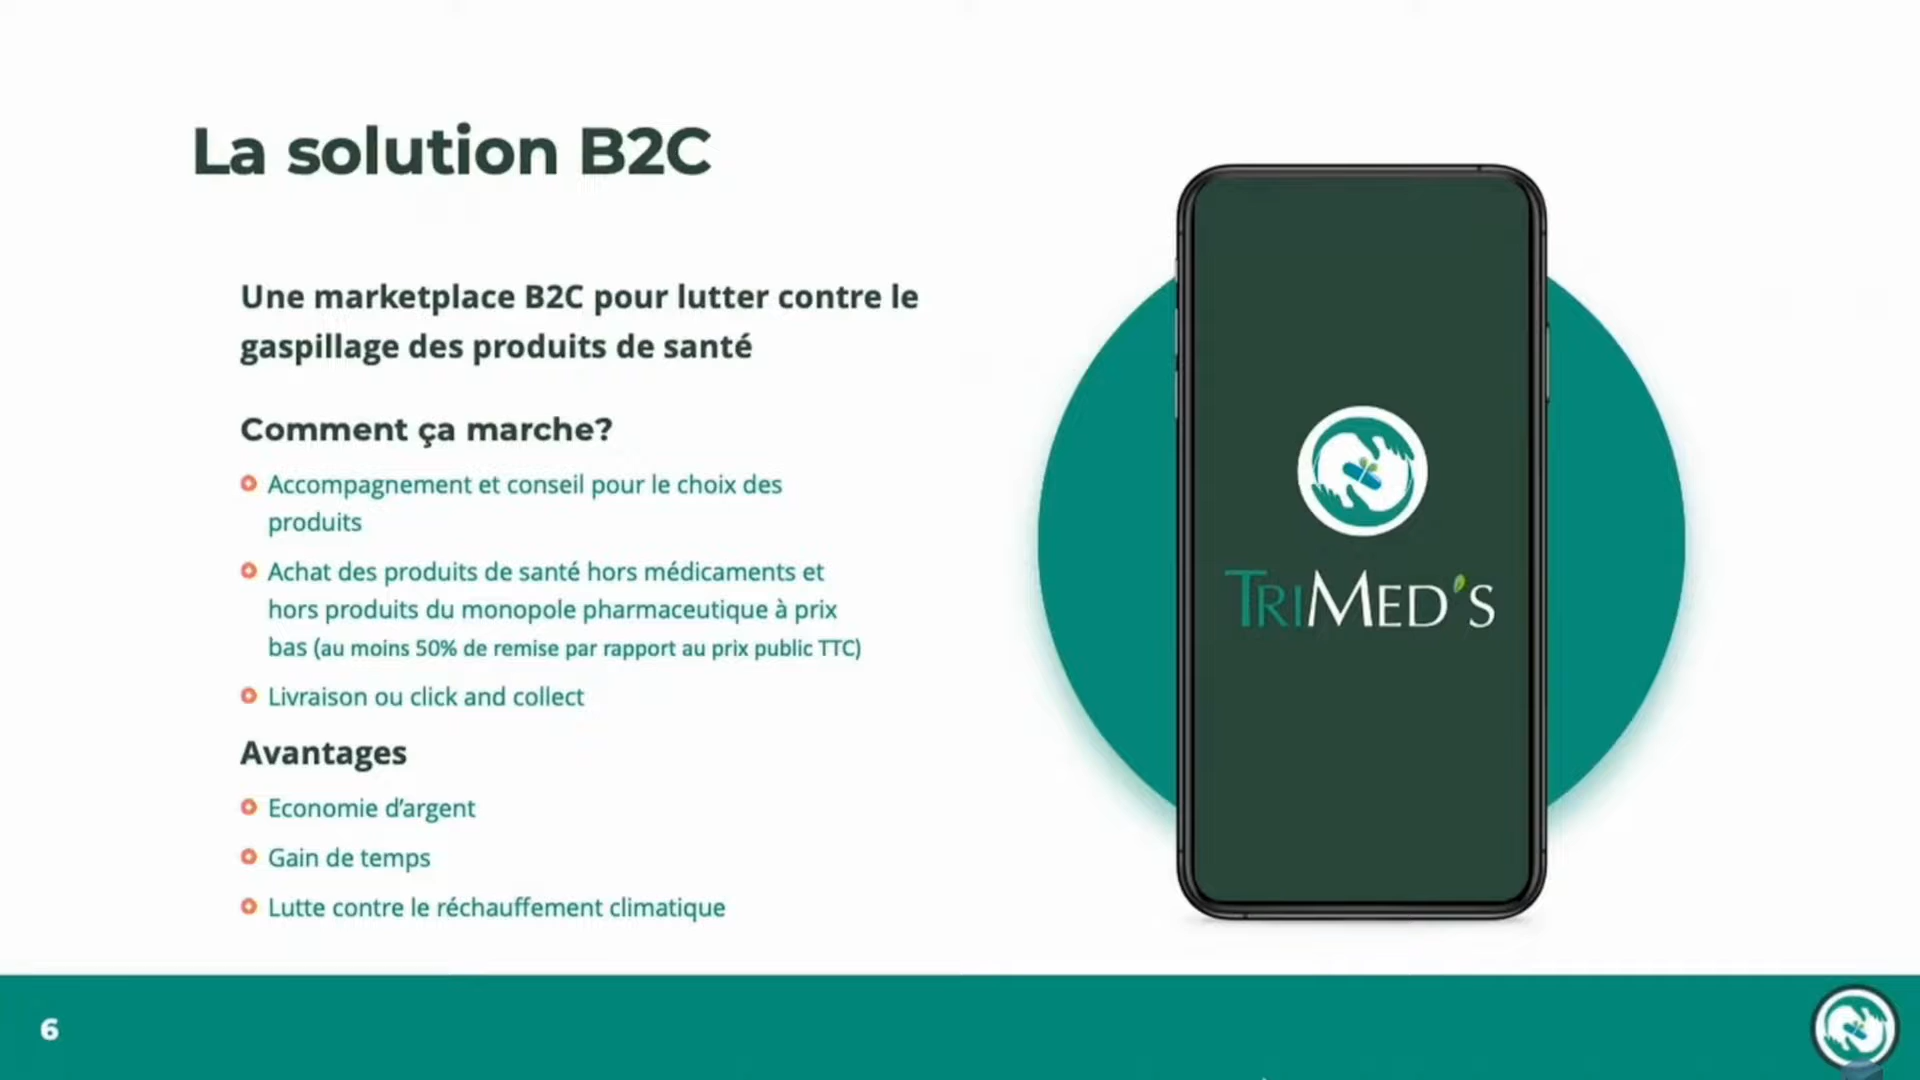 La solution B2C
Une marketplace B2C pour lutter contre le
gaspillage des produits de santé
Comment ça marche?
Accompagnement et conseil pour le choix des
produits
Achat des produits de santé hors médicaments et
hors produits du monopole pharmaceutique à prix
bas (au moins 50% de remise par rapport au prix public TTC)
Livraison ou click and collect
Avantages
Economie d’argent
Gain de temps
Lutte contre le réchauffement climatique
TRIMED'S
6